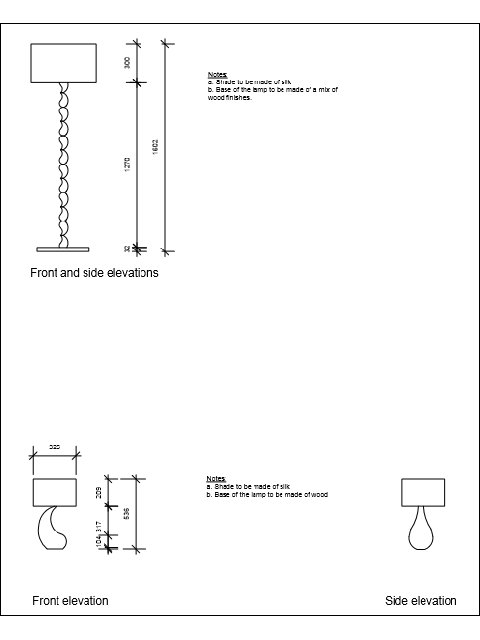 300
1270
1602
32
Notes:
a. Shade to be made of silk
b. Base of the lamp to be made of a mix of
wood finishes.
Front and side elevations
209
317
104
536
Notes:
a. Shade to be made of silk
b. Base of the lamp to be made of wood
Front elevation
Side elevation